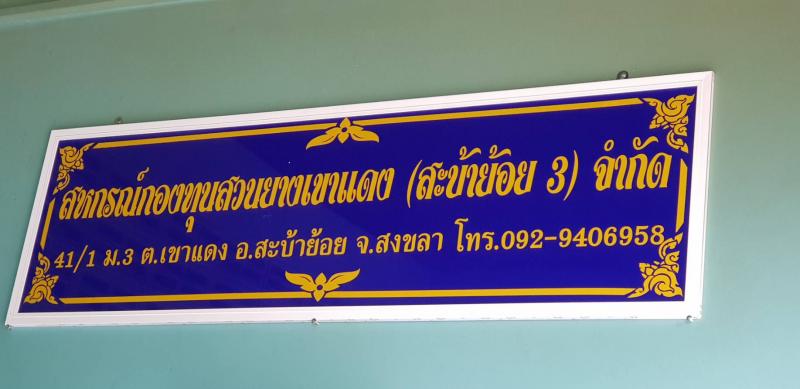 สหกรณ์กองทุนสวนยางเขาแดง (สะบ้าย้อย 3) จำกัด
41/1 ม.3 ต.เขาแดง อ.สะบ้าย้อย จ.สงขลา โทร.092-9406958